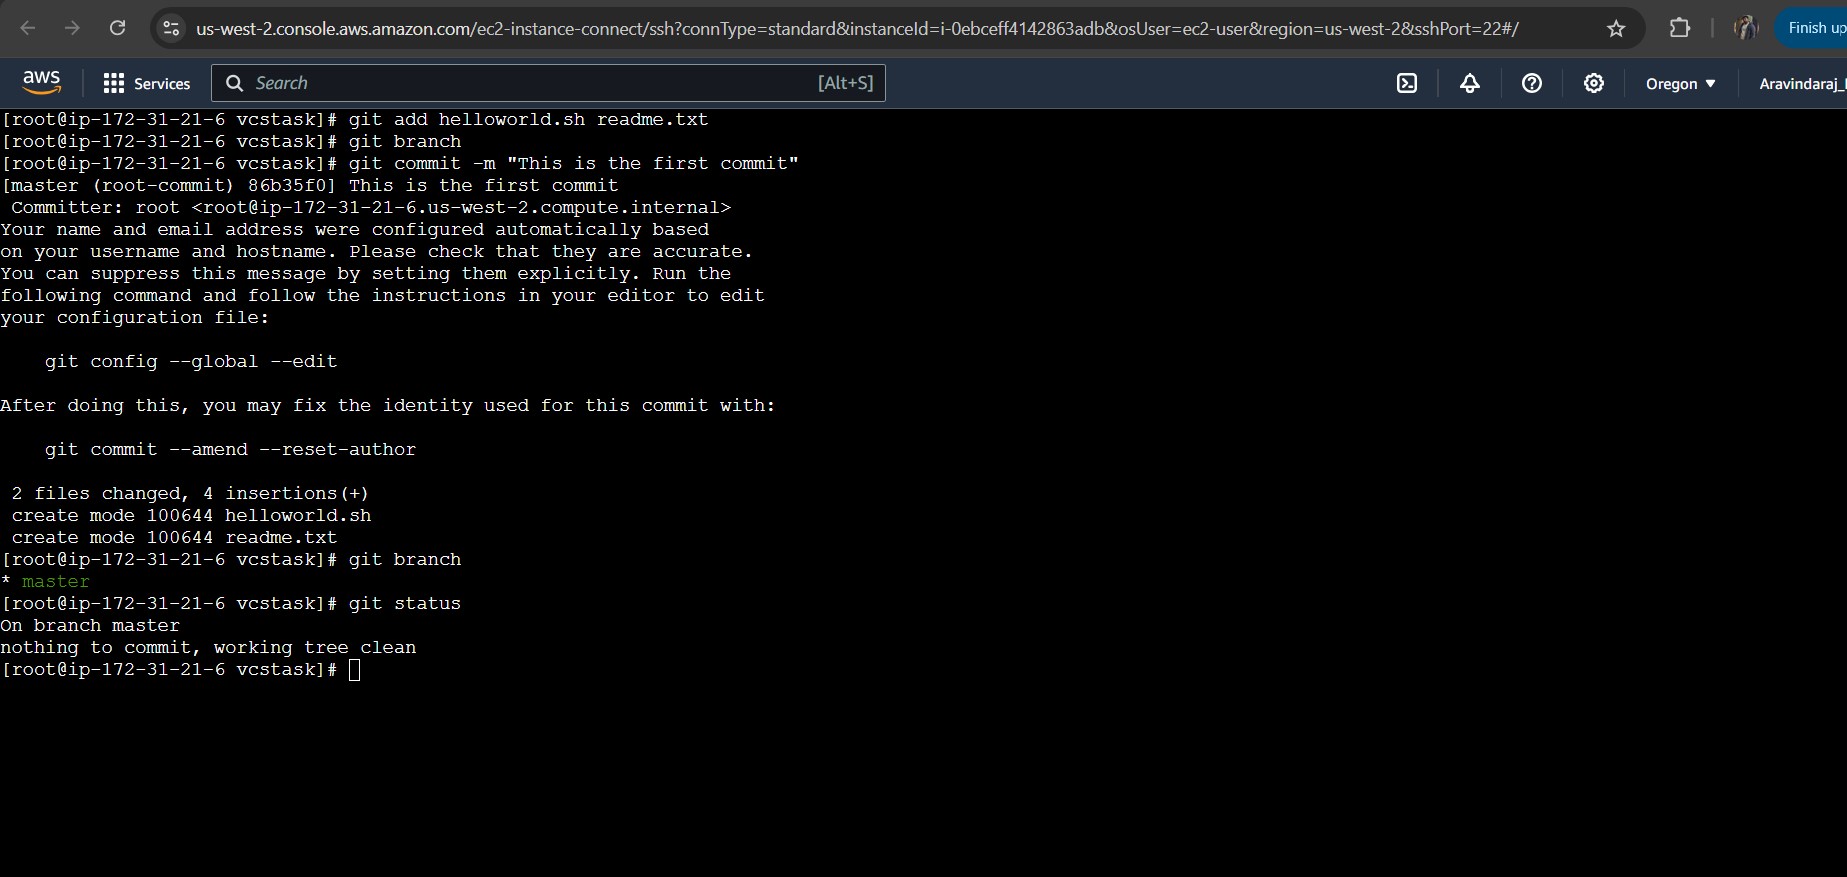 us-west-2.console.aws.amazon.com/ec2-instance-connect/ssh?connType=standard&instanceId=i-0ebceff4142863adb&osUser=ec2-user&region=us-west-2&sshPort=22#/
Finish up
aws
Services
Search
[Alt+S]
Oregon
Aravindaraj_
[root@ip-172-31-21-6 vcstask]# git add helloworld.sh readme.txt
[root@ip-172-31-21-6 vcstask]# git branch
[root@ip-172-31-21-6 vcstask]# git commit -m "This is the first commit"
[master (root-commit) 86b35f0] This is the first commit
 Committer: root <root@ip-172-31-21-6.us-west-2.compute.internal>
Your name and email address were configured automatically based
on your username and hostname. Please check that they are accurate.
You can suppress this message by setting them explicitly. Run the
following command and follow the instructions in your editor to edit
your configuration file:
    git config --global --edit
After doing this, you may fix the identity used for this commit with:
    git commit --amend --reset-author
 2 files changed, 4 insertions(+)
 create mode 100644 helloworld.sh
 create mode 100644 readme.txt
[root@ip-172-31-21-6 vcstask]# git branch
* master
[root@ip-172-31-21-6 vcstask]# git status
On branch master
nothing to commit, working tree clean
[root@ip-172-31-21-6 vcstask]#